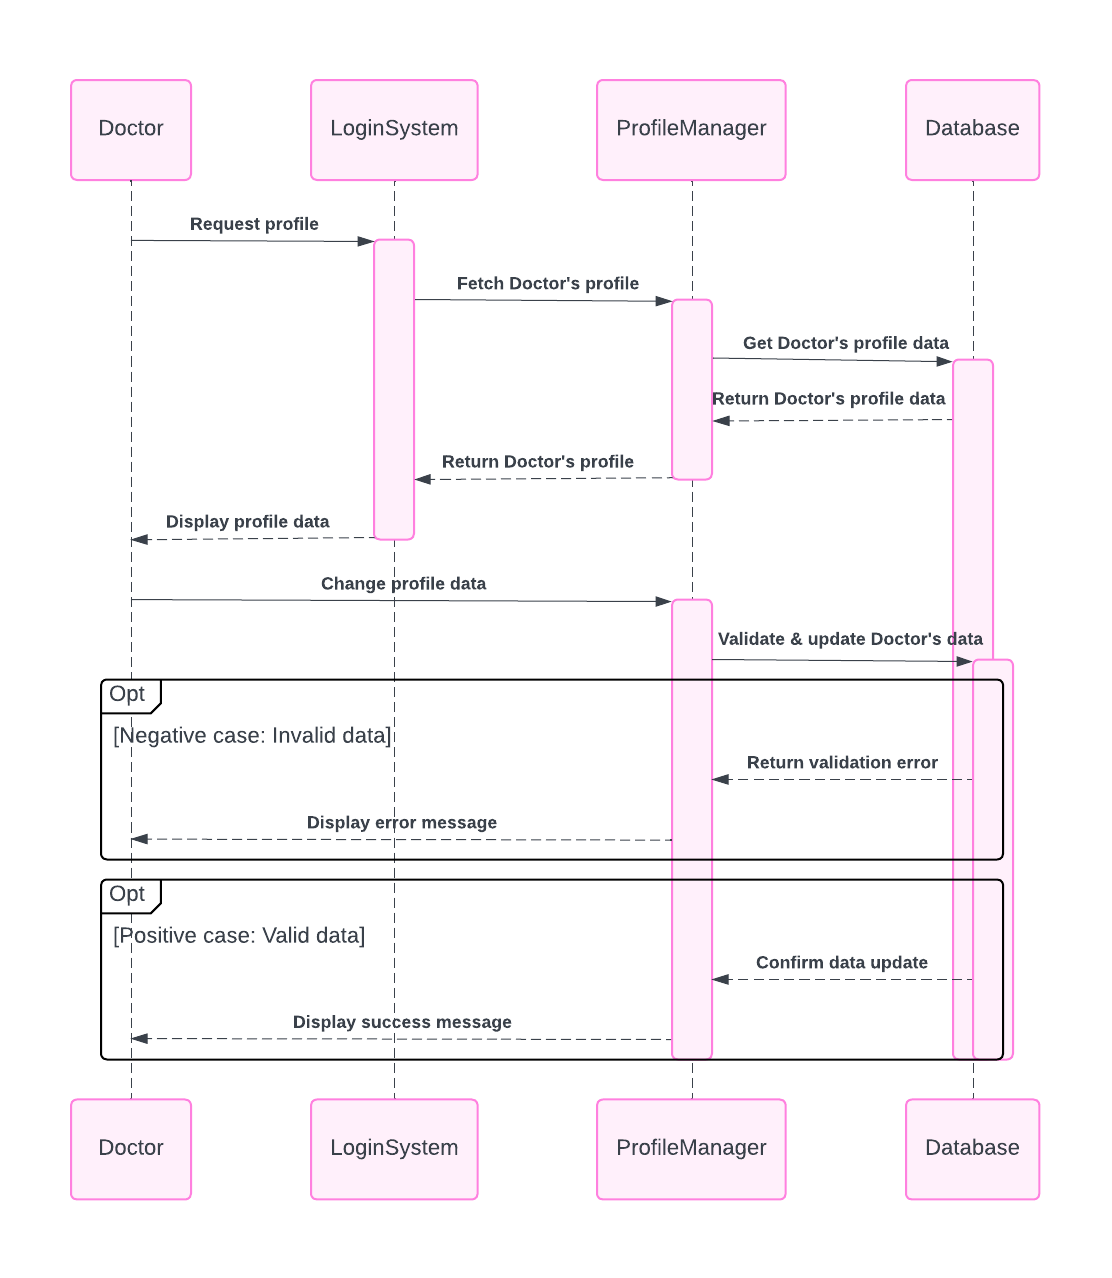 Doctor
LoginSystem
ProfileManager
Database
Request profile
Fetch Doctor's profile
Get Doctor's profile data
Return Doctor's profile data
Return Doctor's profile
Display profile data
Change profile data
Validate & update Doctor's data
Opt
[Negative case: Invalid data]
Return validation error
Display error message
Opt
[Positive case: Valid data]
Confirm data update
Display success message
Doctor
LoginSystem
ProfileManager
Database